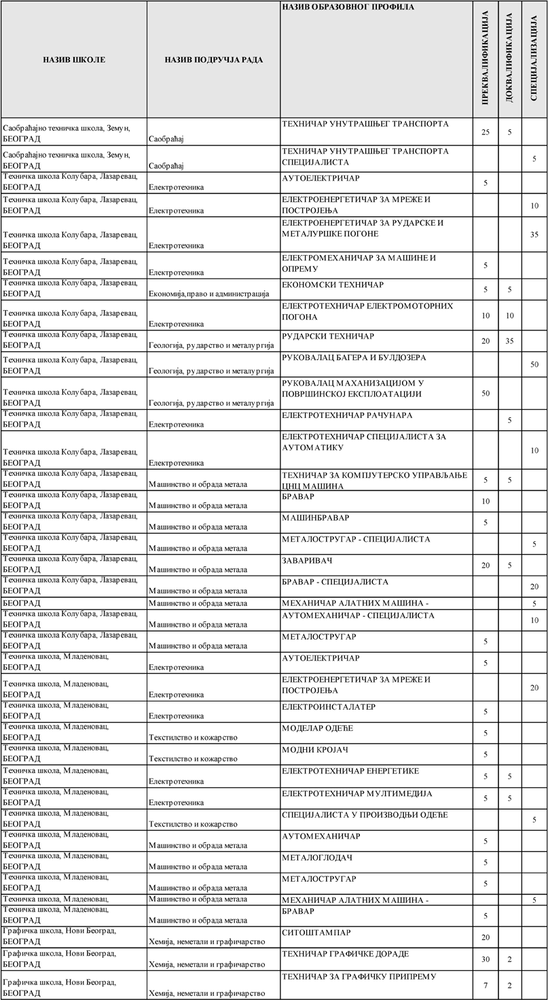 НАЗИВ ШКОЛЕ НАЗИВ ПОДРУЧЈА РАДА НАЗИВ ОБРАЗОВНОГ ПРОФИЛА ПРЕКВАЛИФИКАЦИЈА ДОКВАЛИФИКАЦИЈА СПЕЦИЈАЛИЗАЦИЈА
Саобраћајно техничка школа, Земун,
БЕОГРАД Саобраћај ТЕХНИЧАР УНУТРАШЊЕГ ТРАНСПОРТА 25 5
Саобраћајно техничка школа, Земун,
БЕОГРАД Саобраћај ТЕХНИЧАР УНУТРАШЊЕГ ТРАНСПОРТА
СПЕЦИЈАЛИСТА 5
Техничка школа Колубара, Лазаревац,
БЕОГРАД Електротехника АУТОЕЛЕКТРИЧАР 5
Техничка школа Колубара, Лазаревац,
БЕОГРАД Електротехника ЕЛЕКТРОЕНЕРГЕТИЧАР ЗА МРЕЖЕ И
ПОСТРОЈЕЊА 10
Техничка школа Колубара, Лазаревац,
БЕОГРАД Електротехника ЕЛЕКТРОЕНЕРГЕТИЧАР ЗА РУДАРСКЕ И
МЕТАЛУРШКЕ ПОГОНЕ 35
Техничка школа Колубара, Лазаревац,
БЕОГРАД Електротехника ЕЛЕКТРОМЕХАНИЧАР ЗА МАШИНЕ И
ОПРЕМУ 5
Техничка школа Колубара, Лазаревац,
БЕОГРАД Економија,право и администрација ЕКОНОМСКИ ТЕХНИЧАР 5 5
Техничка школа Колубара, Лазаревац,
БЕОГРАД Електротехника ЕЛЕКТРОТЕХНИЧАР ЕЛЕКТРОМОТОРНИХ
ПОГОНА 10 10
Техничка школа Колубара, Лазаревац,
БЕОГРАД Геологија, рударство и металургија РУДАРСКИ ТЕХНИЧАР 20 35
Техничка школа Колубара, Лазаревац,
БЕОГРАД Геологија, рударство и металургија РУКОВАЛАЦ БАГЕРА И БУЛДОЗЕРА 50
Техничка школа Колубара, Лазаревац,
БЕОГРАД Геологија, рударство и металургија РУКОВАЛАЦ МАХАНИЗАЦИЈОМ У
ПОВРШИНСКОЈ ЕКСПЛОАТАЦИЈИ 50
Техничка школа Колубара, Лазаревац,
БЕОГРАД Електротехника ЕЛЕКТРОТЕХНИЧАР РАЧУНАРА 5
Техничка школа Колубара, Лазаревац,
БЕОГРАД Електротехника ЕЛЕКТРОТЕХНИЧАР СПЕЦИЈАЛИСТА ЗА
АУТОМАТИКУ 10
Техничка школа Колубара, Лазаревац,
БЕОГРАД Машинство и обрада метала ТЕХНИЧАР ЗА КОМПЈУТЕРСКО УПРАВЉАЊЕ
ЦНЦ МАШИНА 5 5
Техничка школа Колубара, Лазаревац,
БЕОГРАД Машинство и обрада метала БРАВАР 10
Техничка школа Колубара, Лазаревац,
БЕОГРАД Машинство и обрада метала МАШИНБРАВАР 5
Техничка школа Колубара, Лазаревац,
БЕОГРАД Машинство и обрада метала МЕТАЛОСТРУГАР - СПЕЦИЈАЛИСТА 5
Техничка школа Колубара, Лазаревац,
БЕОГРАД Машинство и обрада метала ЗАВАРИВАЧ 20 5
Техничка школа Колубара, Лазаревац,
БЕОГРАД Машинство и обрада метала БРАВАР - СПЕЦИЈАЛИСТА 20
БЕОГРАД Машинство и обрада метала МЕХАНИЧАР АЛАТНИХ МАШИНА - 5
Техничка школа Колубара, Лазаревац,
БЕОГРАД Машинство и обрада метала АУТОМЕХАНИЧАР - СПЕЦИЈАЛИСТА 10
Техничка школа Колубара, Лазаревац,
БЕОГРАД Машинство и обрада метала МЕТАЛОСТРУГАР 5
Техничка школа, Младеновац,
БЕОГРАД Електротехника АУТОЕЛЕКТРИЧАР 5
Техничка школа, Младеновац,
БЕОГРАД Електротехника ЕЛЕКТРОЕНЕРГЕТИЧАР ЗА МРЕЖЕ И
ПОСТРОЈЕЊА 20
Техничка школа, Младеновац,
БЕОГРАД Електротехника ЕЛЕКТРОИНСТАЛАТЕР 5
Техничка школа, Младеновац,
БЕОГРАД Текстилство и кожарство МОДЕЛАР ОДЕЋЕ 5
Техничка школа, Младеновац,
БЕОГРАД Текстилство и кожарство МОДНИ КРОЈАЧ 5
Техничка школа, Младеновац,
БЕОГРАД Електротехника ЕЛЕКТРОТЕХНИЧАР ЕНЕРГЕТИКЕ 5 5
Техничка школа, Младеновац,
БЕОГРАД Електротехника ЕЛЕКТРОТЕХНИЧАР МУЛТИМЕДИЈА 5 5
Техничка школа, Младеновац,
БЕОГРАД Текстилство и кожарство СПЕЦИЈАЛИСТА У ПРОИЗВОДЊИ ОДЕЋЕ 5
Техничка школа, Младеновац,
БЕОГРАД Машинство и обрада метала АУТОМЕХАНИЧАР 5
Техничка школа, Младеновац,
БЕОГРАД Машинство и обрада метала МЕТАЛОГЛОДАЧ 5
Техничка школа, Младеновац,
БЕОГРАД Машинство и обрада метала МЕТАЛОСТРУГАР 5
Техничка школа, Младеновац, Машинство и обрада метала МЕХАНИЧАР АЛАТНИХ МАШИНА - 5
Техничка школа, Младеновац,
БЕОГРАД Машинство и обрада метала БРАВАР 5
Графичка школа, Нови Београд,
БЕОГРАД Хемија, неметали и графичарство СИТОШТАМПАР 20
Графичка школа, Нови Београд,
БЕОГРАД Хемија, неметали и графичарство ТЕХНИЧАР ГРАФИЧКЕ ДОРАДЕ 30 2
Графичка школа, Нови Београд,
БЕОГРАД Хемија, неметали и графичарство ТЕХНИЧАР ЗА ГРАФИЧКУ ПРИПРЕМУ 7 2